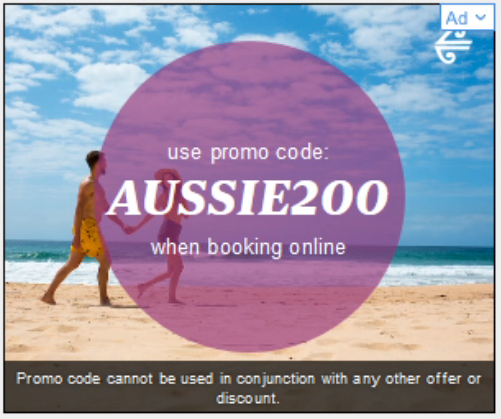 Ad
use promo code:
AUSSIE200
when booking online
Promo code cannot be used in conjunction with any other offer or
discount.